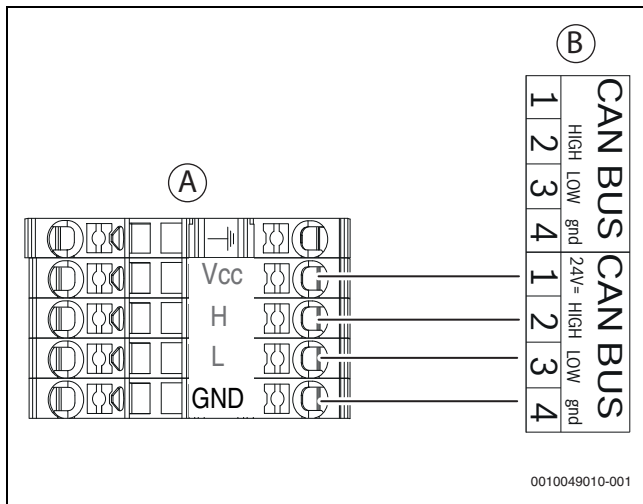 B
A
CAN BUS
1
2 HIGH
3 LOW
4 gnd
CAN BUS
1 24V=
2 HIGH
3 LOW
4 gnd
Vcc
H
L
GND
0010049010-001